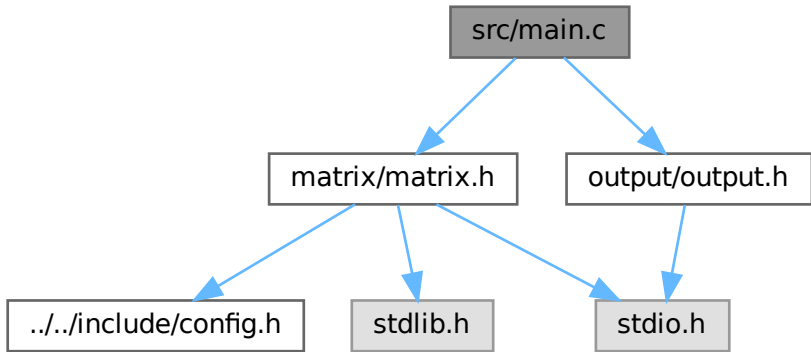 src/main.c
matrix/matrix.h
output/output.h
../../include/config.h
stdlib.h
stdio.h